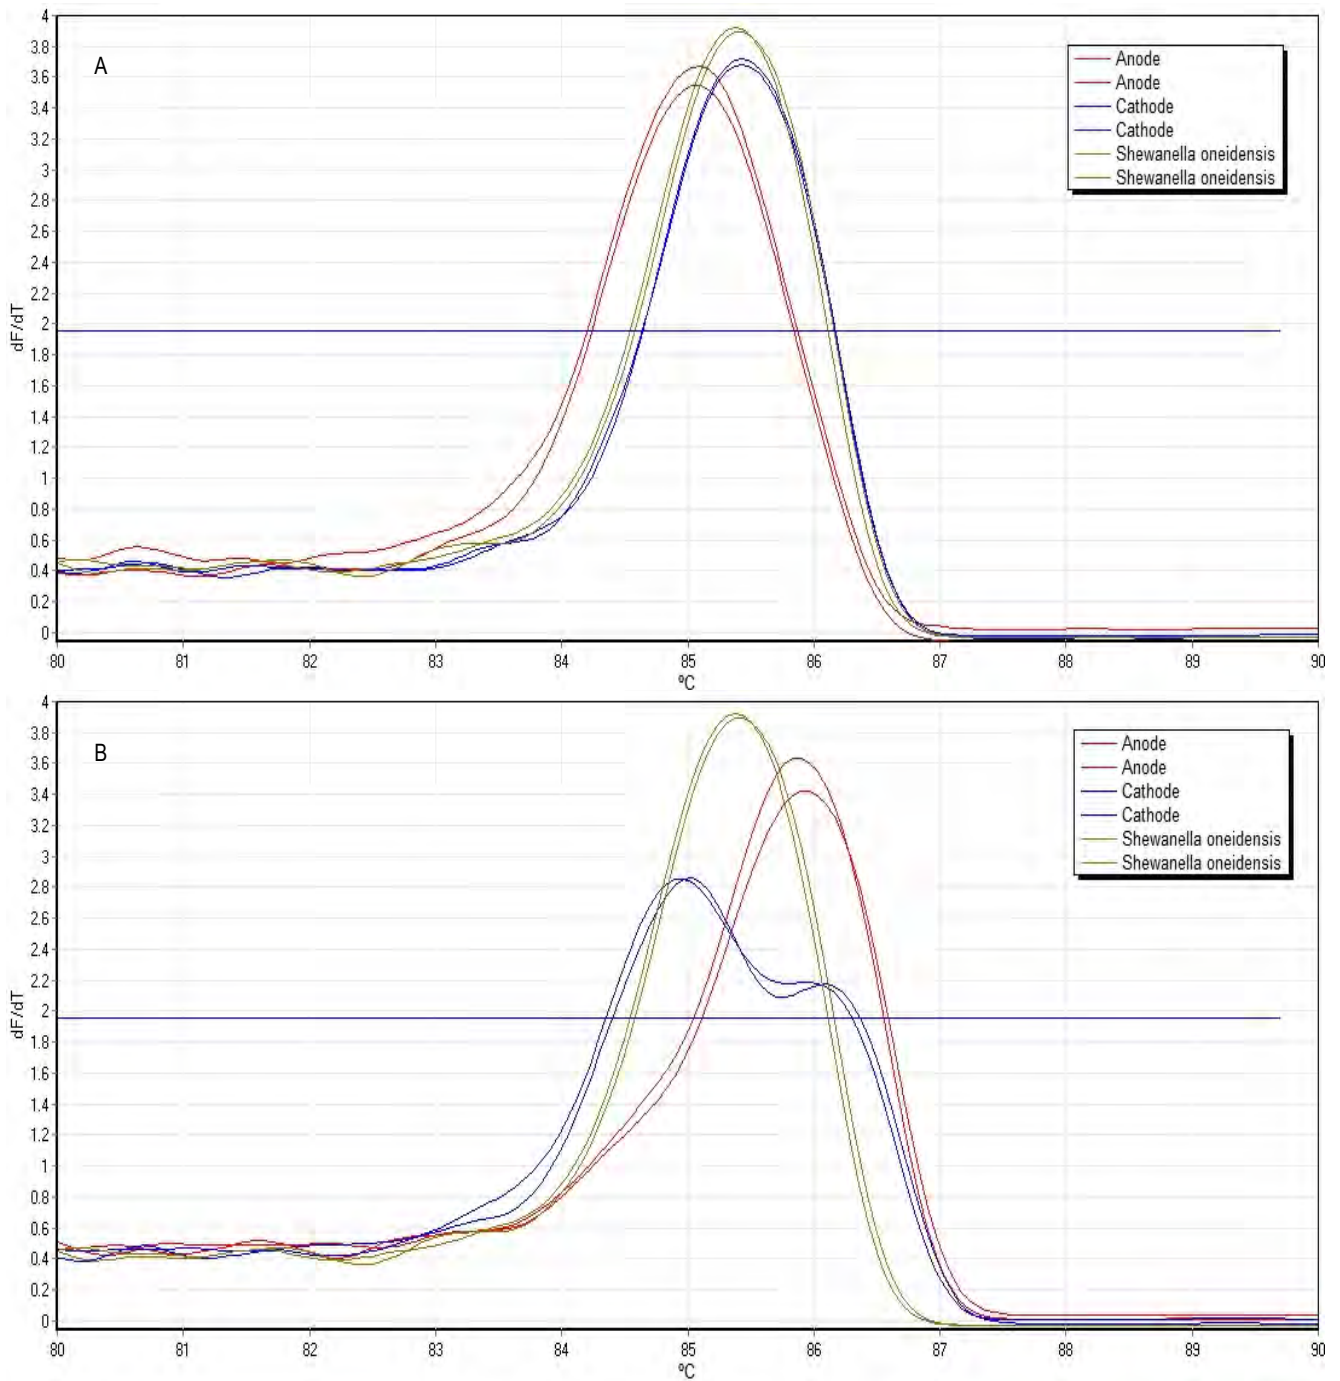 A
4
3.8
3.6
3.4
3.2
3
2.8
2.6
2.4
2.2
2
1.8
1.6
1.4
1.2
1
0.8
0.6
0.4
0.2
0
dF/dT
Anode
Anode
Cathode
Cathode
Shewanella oneidensis
Shewanella oneidensis
80 81 82 83 84 85 86 87 88 89 90
ºC
B
4
3.8
3.6
3.4
3.2
3
2.8
2.6
2.4
2.2
2
1.8
1.6
1.4
1.2
1
0.8
0.6
0.4
0.2
0
dF/dT
Anode
Anode
Cathode
Cathode
Shewanella oneidensis
Shewanella oneidensis
80 81 82 83 84 85 86 87 88 89 90
ºC